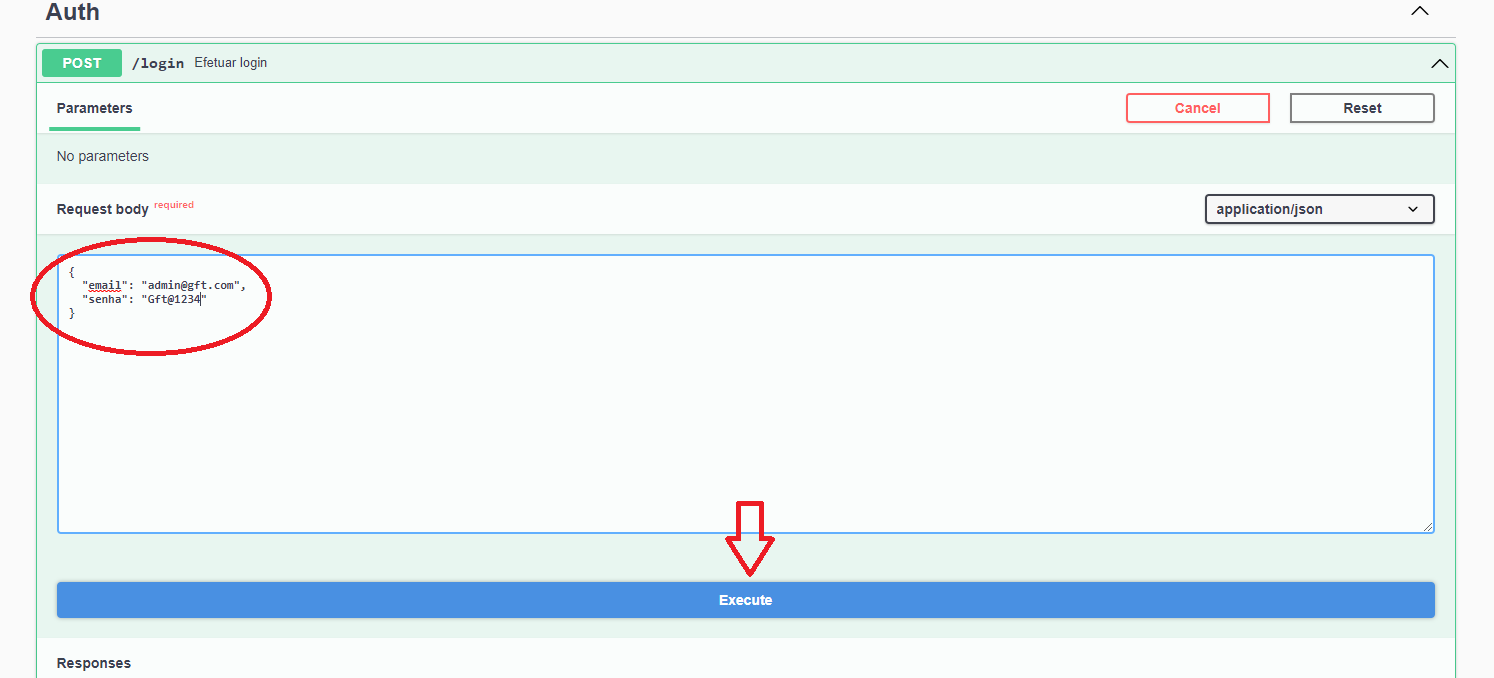 Auth
POST /login Efetuar login
Parameters
Cancel
Reset
No parameters
Request body required
application/json
{
"email": "admin@gft.com",
"senha": "Gft@1234"
}
Execute
Responses